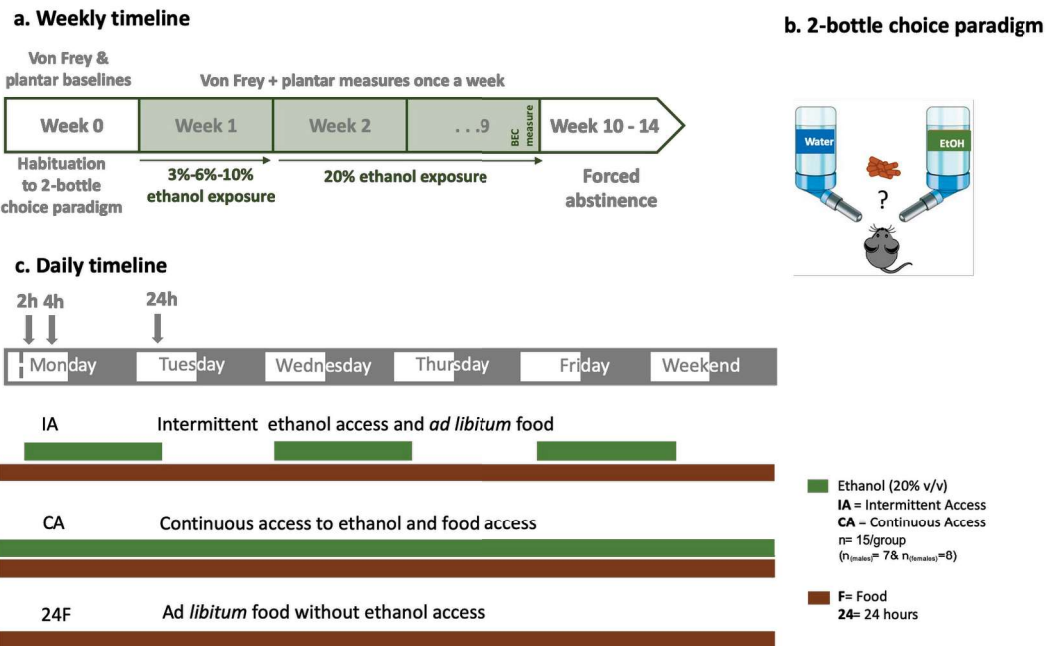 a. Weekly timeline
b. 2-bottle choice paradigm
Von Frey &
plantar baselines
Von Frey + plantar measures once a week
Week 0
Week 1
Week 2
. . .9
BEC
measure
Week 10 - 14
Habituation
to 2-bottle
choice paradigm
3%-6%-10%
ethanol exposure
20% ethanol exposure
Forced
abstinence
Water
EtOH
?
c. Daily timeline
2h 4h
24h
Monday
Tuesday
Wednesday
Thursday
Friday
Weekend
IA
Intermittent ethanol access and ad libitum food
CA
Continuous access to ethanol and food access
24F
Ad libitum food without ethanol access
Ethanol (20% v/v)
IA = Intermittent Access
CA – Continuous Access
n= 15/group
(n(males)= 7& n(females)=8)
F= Food
24= 24 hours